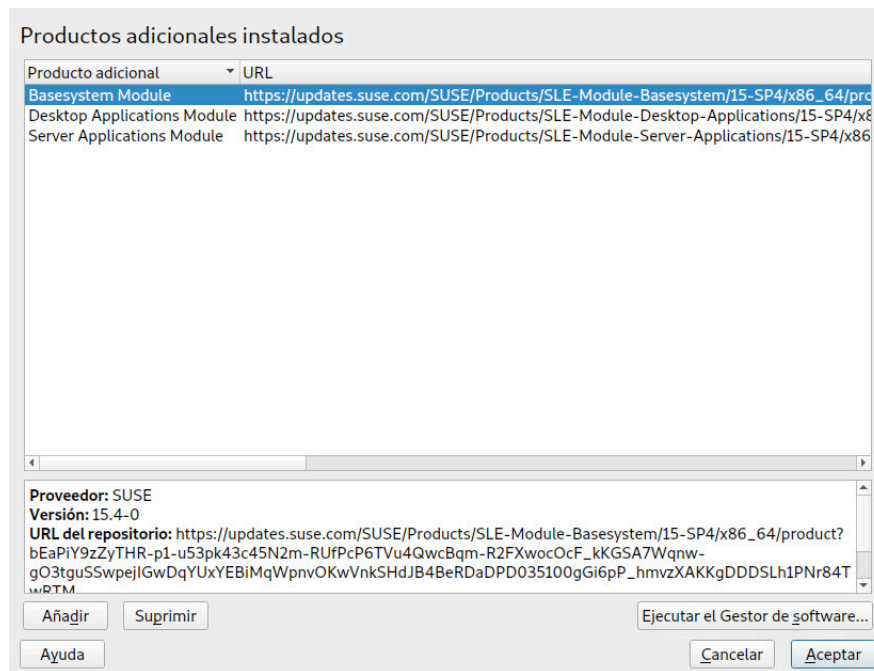 Productos adicionales instalados
Producto adicional URL
Basesystem Module https://updates.suse.com/SUSE/Products/SLE-Module-Basesystem/15-SP4/x86_64/pro
Desktop Applications Module https://updates.suse.com/SUSE/Products/SLE-Module-Desktop-Applications/15-SP4/x8
Server Applications Module https://updates.suse.com/SUSE/Products/SLE-Module-Server-Applications/15-SP4/x86
Proveedor: SUSE
Versión: 15.4-0
URL del repositorio: https://updates.suse.com/SUSE/Products/SLE-Module-Basesystem/15-SP4/x86_64/product?
bEaPiY9zZyTHR-p1-u53pk43c45N2m-RUfPcP6TVu4QwcBqm-R2FXwocOcF_kKGSA7Wqnw-
gO3tguSSwpejIGwDqYUxYEBiMqWpnvOKwVnkSHdJB4BeRDaDPD035100gGi6pP_hmvzXAKKgDDDSLh1PNr84T
wRTM
Añadir Suprimir Ejecutar el Gestor de software...
Ayuda Cancelar Aceptar